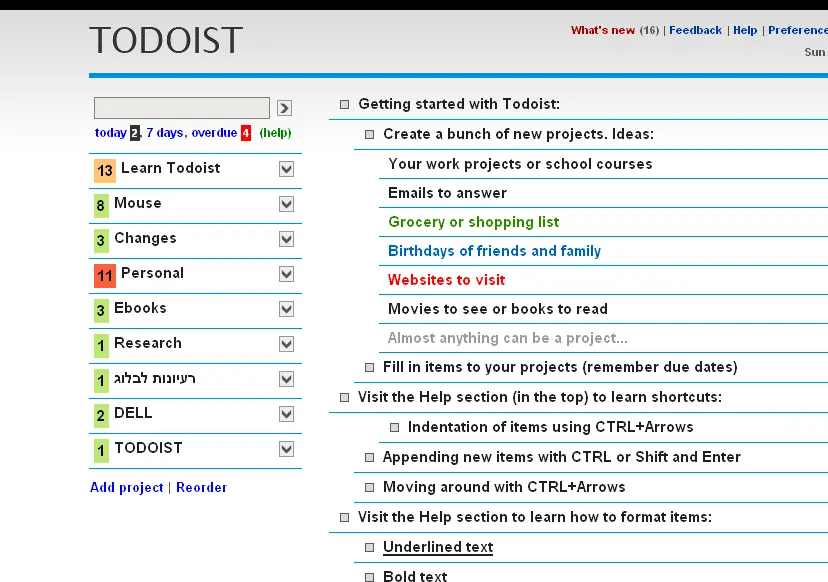 TODOIST
What's new (16) | Feedback | Help | Preference
Sun
today 2, 7 days, overdue 4 (help)
13 Learn Todoist
8 Mouse
3 Changes
11 Personal
3 Ebooks
1 Research
1 רעיונות לבלוג
2 DELL
1 TODOIST
Add project | Reorder
Getting started with Todoist:
Create a bunch of new projects. Ideas:
Your work projects or school courses
Emails to answer
Grocery or shopping list
Birthdays of friends and family
Websites to visit
Movies to see or books to read
Almost anything can be a project...
Fill in items to your projects (remember due dates)
Visit the Help section (in the top) to learn shortcuts:
Indentation of items using CTRL+Arrows
Appending new items with CTRL or Shift and Enter
Moving around with CTRL+Arrows
Visit the Help section to learn how to format items:
Underlined text
Bold text